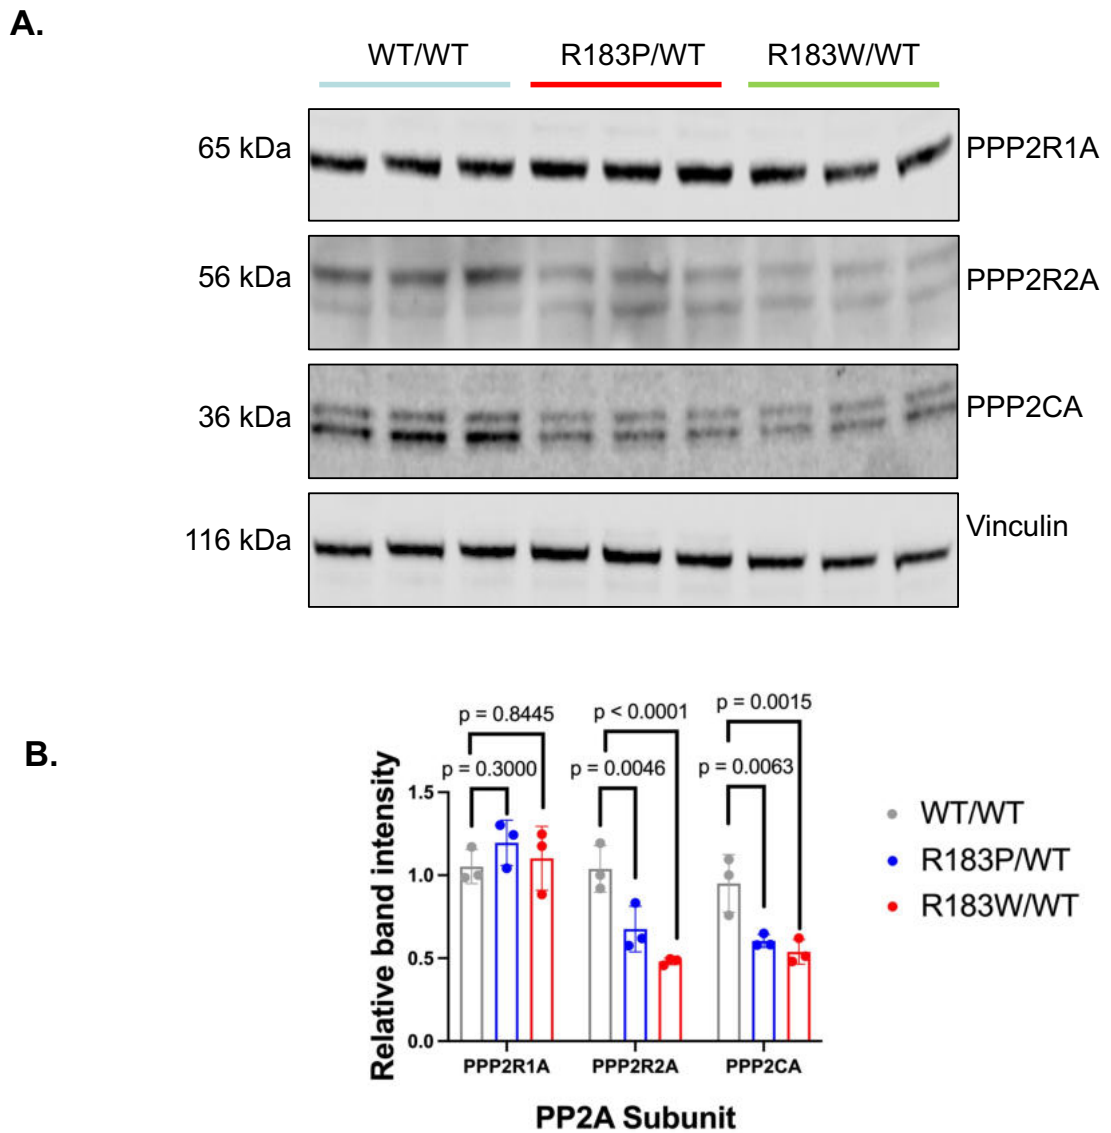 A.
WT/WT R183P/WT R183W/WT
65 kDa PPP2R1A
56 kDa PPP2R2A
36 kDa PPP2CA
116 kDa Vinculin
B.
p = 0.8445 p < 0.0001 p = 0.0015
p = 0.3000 p = 0.0046 p = 0.0063
Relative band intensity
1.5
1.0
0.5
0.0
PPP2R1A PPP2R2A PPP2CA
PP2A Subunit
WT/WT
R183P/WT
R183W/WT